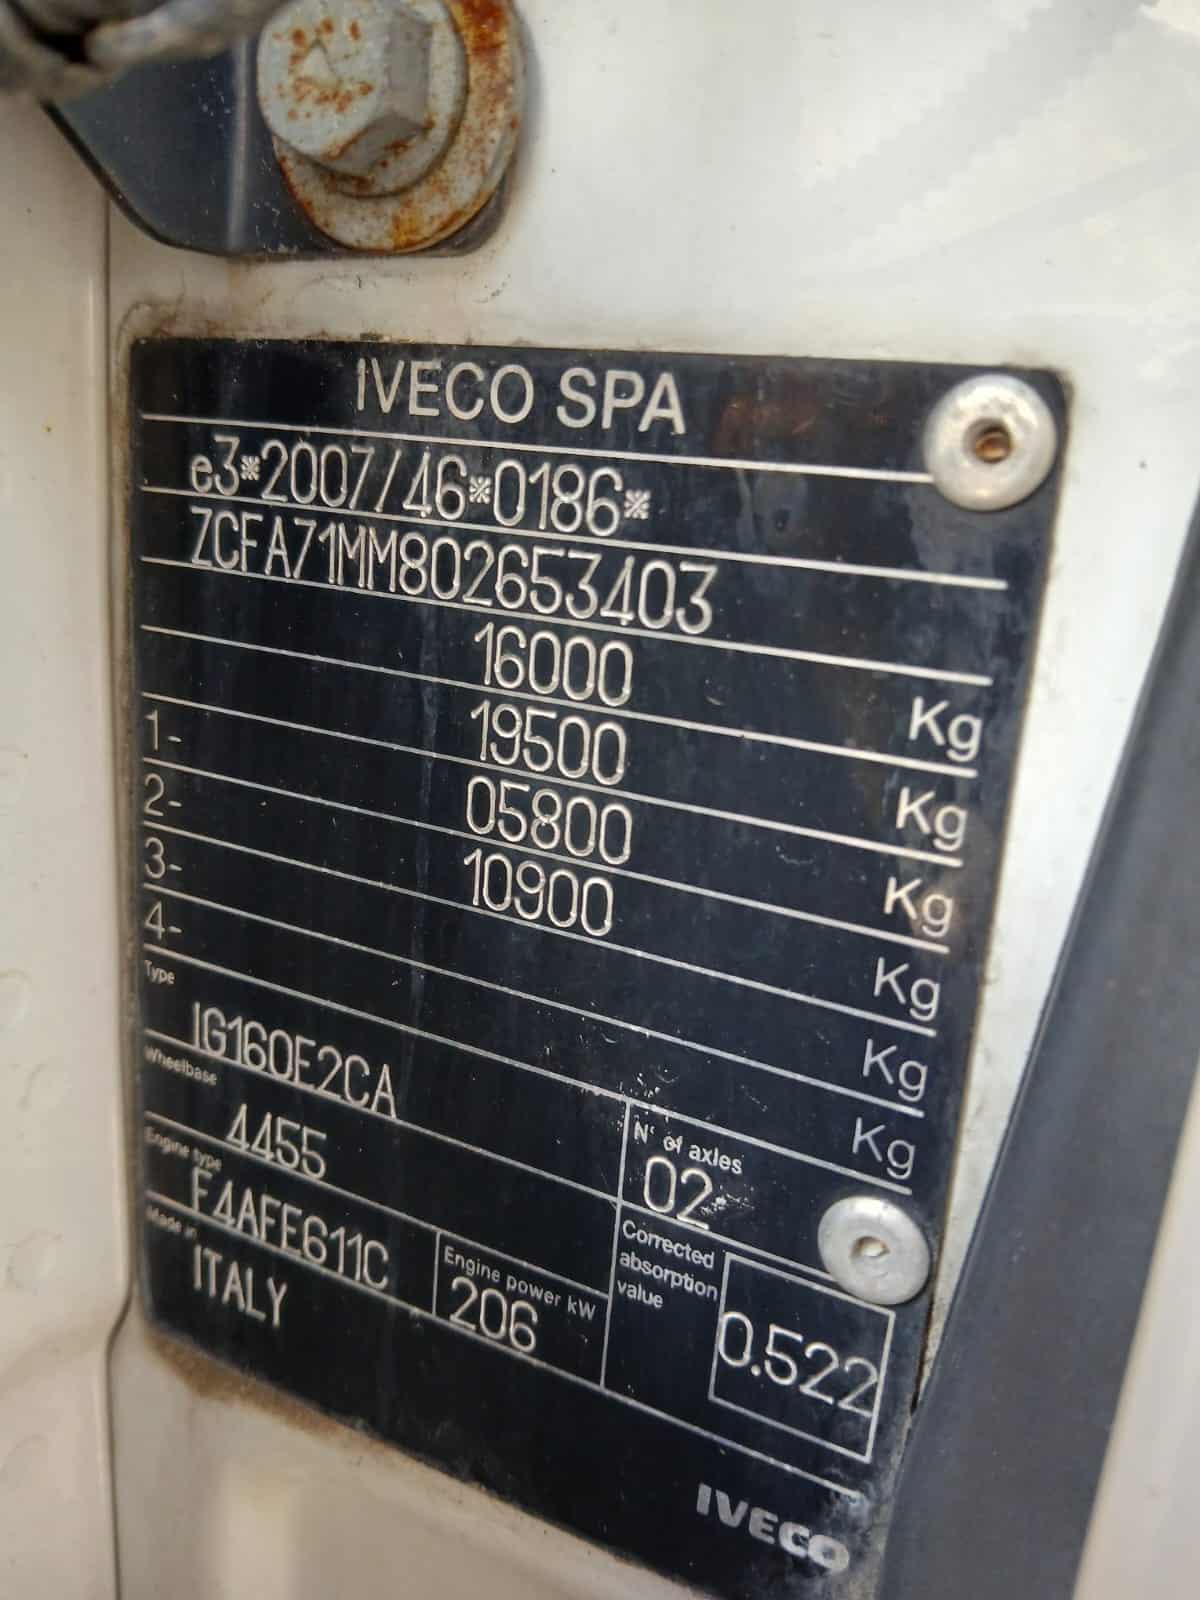 IVECO SPA
e3*2007/46*0186*
ZCFA71MM802653403
16000 Kg
19500 Kg
1- 05800 Kg
2- 10900 Kg
3- Kg
4- Kg
Type
IG160E2CA
N° of axles
02
Wheelbase
4455
Corrected
absorption
value
0.522
Engine type
F4AFE611C
Engine power kW
206
Made in
ITALY
IVECO